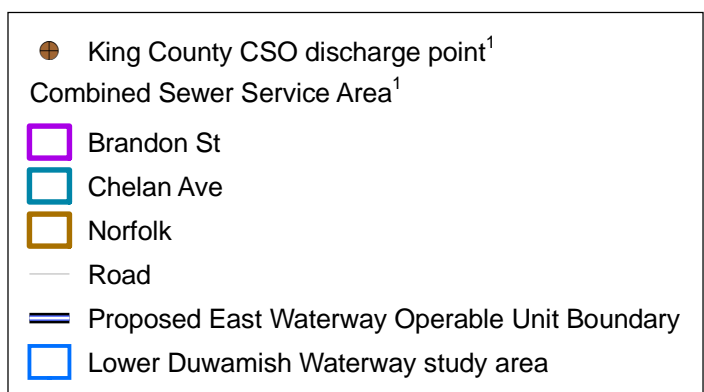 King County CSO discharge point¹
Combined Sewer Service Area¹
Brandon St
Chelan Ave
Norfolk
Road
Proposed East Waterway Operable Unit Boundary
Lower Duwamish Waterway study area